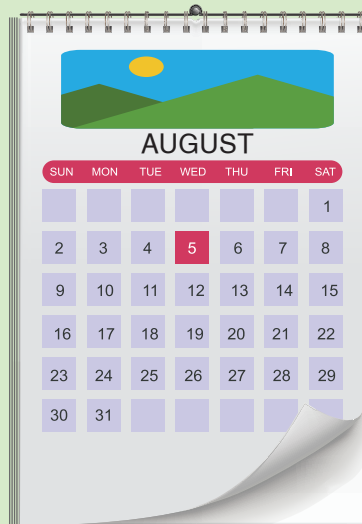 AUGUST
SUN MON TUE WED THU FRI SAT
1
2 3 4 5 6 7 8
9 10 11 12 13 14 15
16 17 18 19 20 21 22
23 24 25 26 27 28 29
30 31